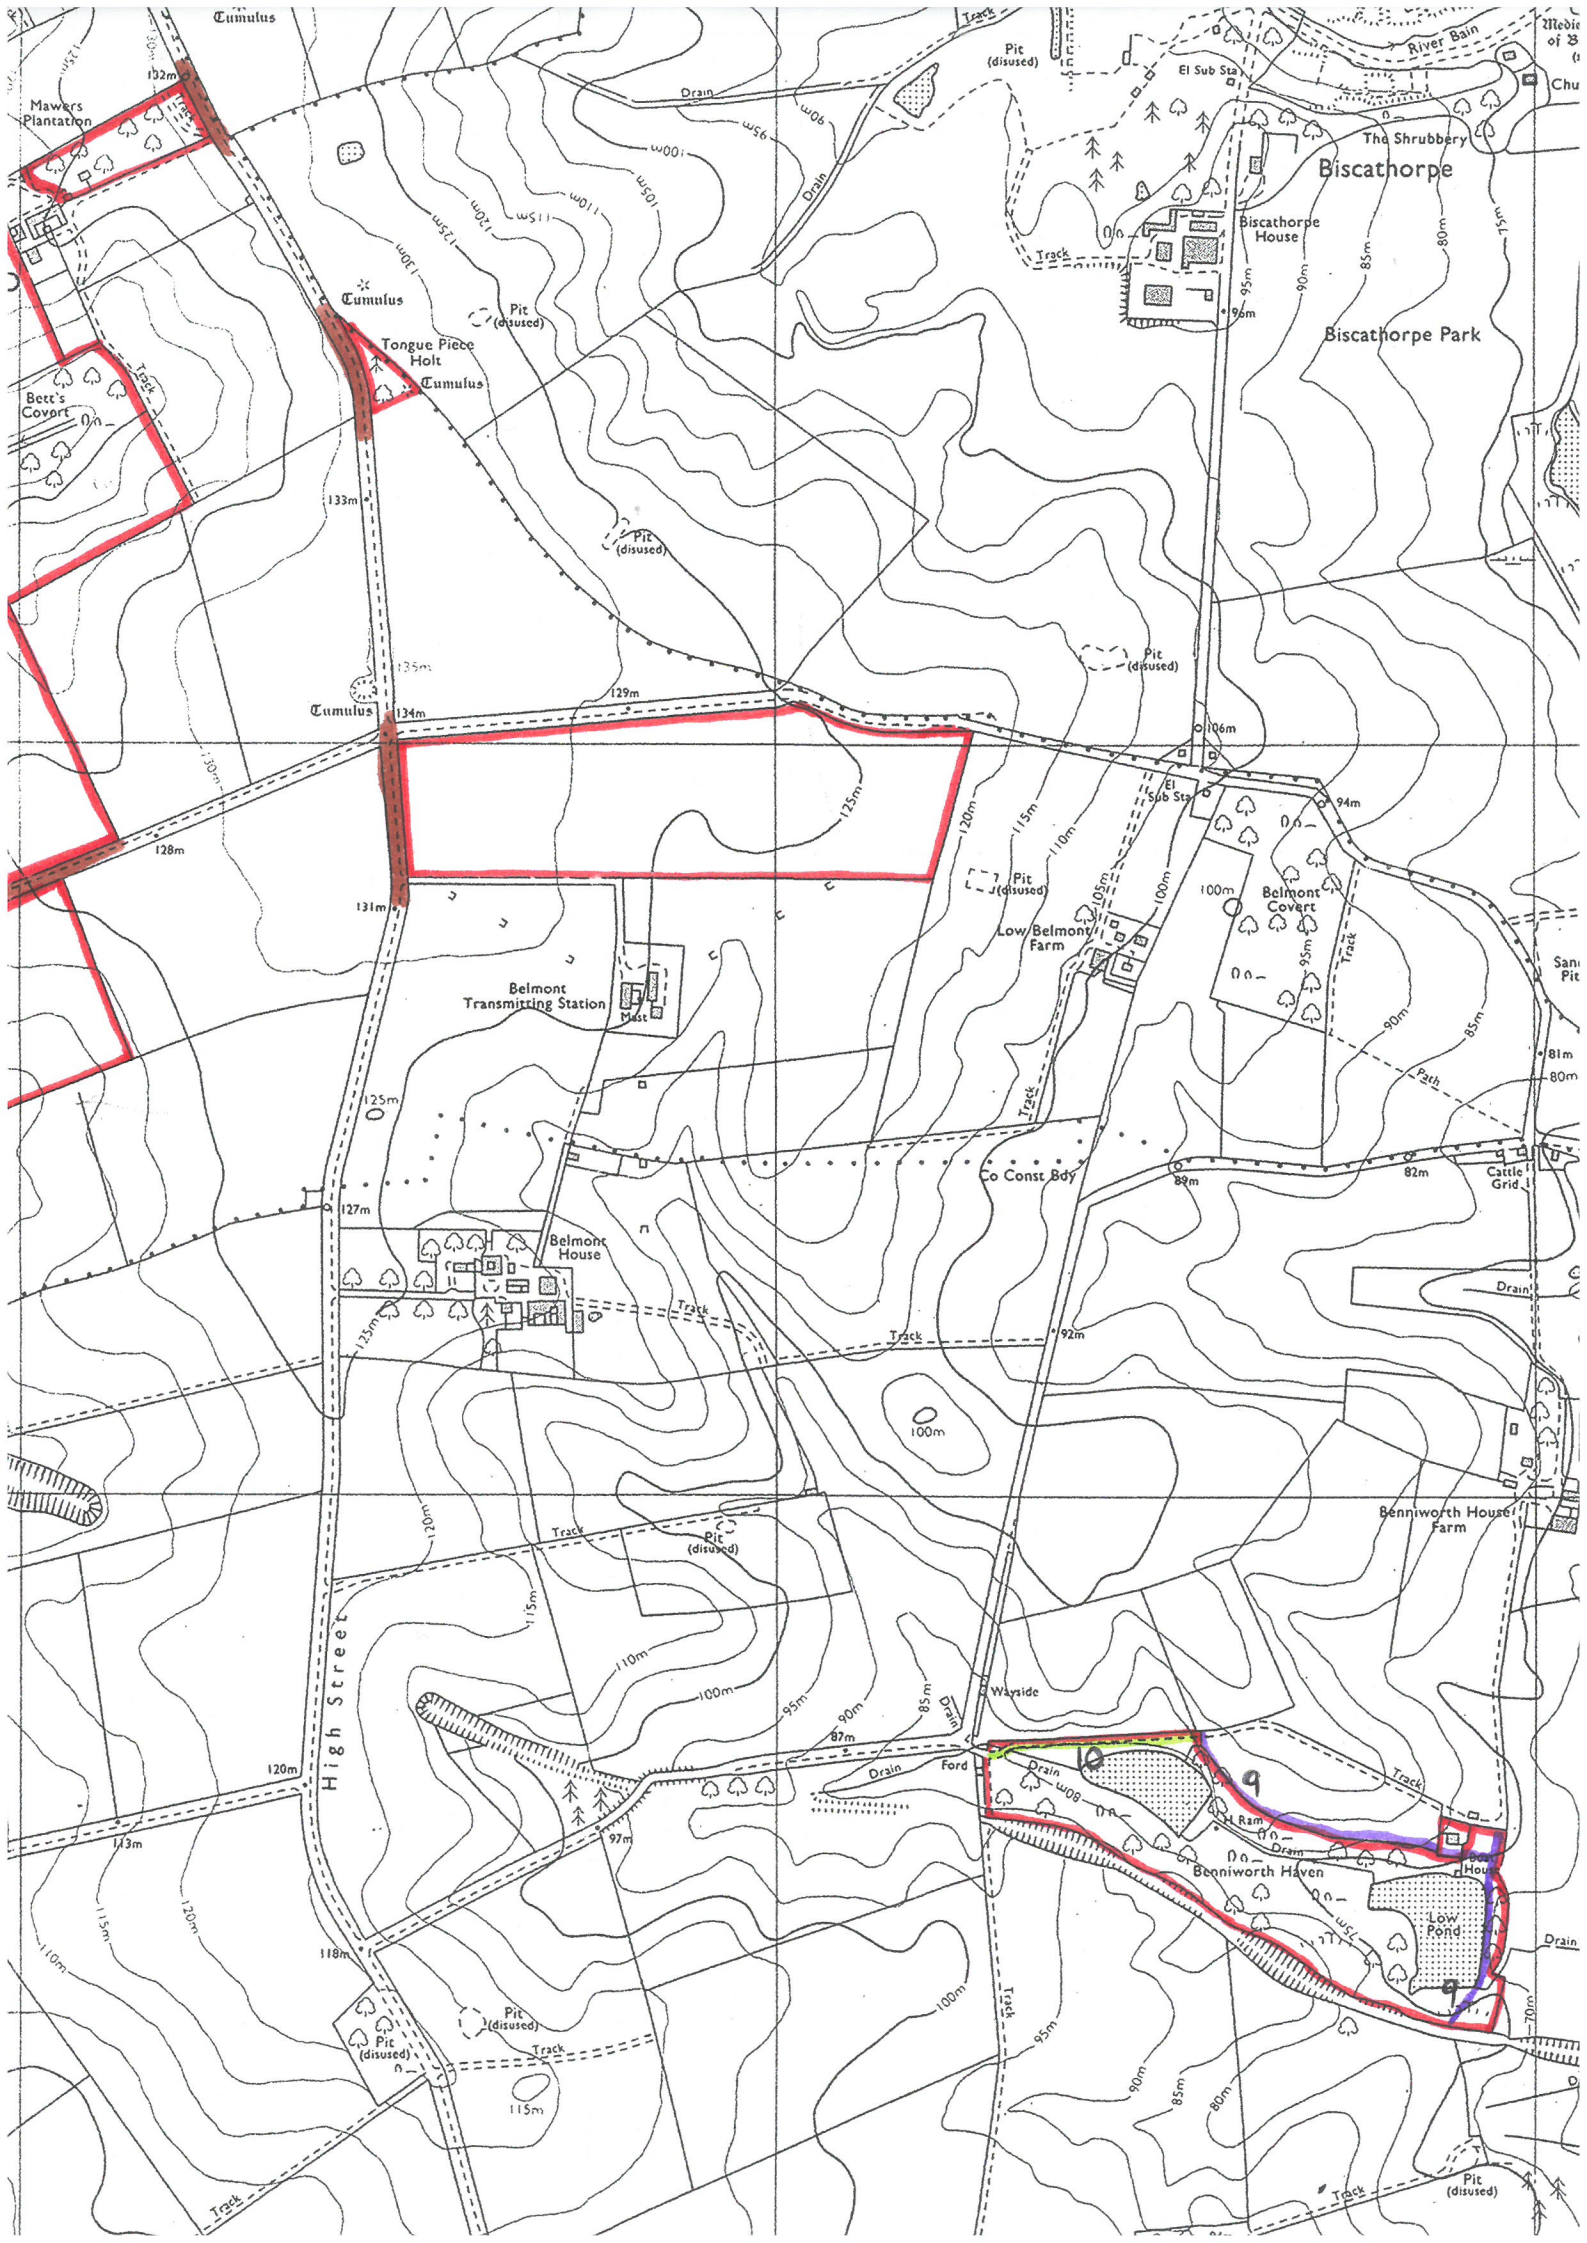 Cumulus
Track
Pit
(disused)
River Bain
Medie
of B
130m
125m
132m
El Sub Sta
Chu
Mawers
Plantation
Track
Drain
90m
95m
100m
The Shrubbery
Biscathorpe
105m
110m
115m
120m
125m
130m
Drain
85m
80m
75m
Biscathorpe
House
Track
95m
90m
Cumulus
Pit
(disused)
96m
Biscathorpe Park
Tongue Piece
Holt
Cumulus
Track
Bett's
Covert
133m
Pit
(disused)
Pit
(disused)
135m
129m
Cumulus
134m
106m
130m
El
Sub Sta
94m
125m
120m
115m
110m
128m
Pit
(disused)
105m
100m
100m
Belmont
Covert
131m
Low Belmont
Farm
95m
Track
San
Pit
Belmont
Transmitting Station
Mast
90m
85m
81m
80m
Path
125m
Track
Co Const Bdy
89m
82m
Cattle
Grid
127m
Belmont
House
Drain
125m
Track
Track
92m
100m
120m
Track
Pit
(disused)
Benniworth House
Farm
115m
High Street
110m
100m
95m
90m
85m
Drain
Wayside
87m
120m
Drain
Ford
Drain
10
80m
9
Track
113m
97m
H Ram
Drain
Benniworth Haven
Boat
House
120m
115m
110m
118m
75m
Low
Pond
Drain
9
100m
Track
95m
70m
Pit
(disused)
Pit
(disused)
Track
90m
85m
80m
D
115m
Track
Track
Pit
(disused)